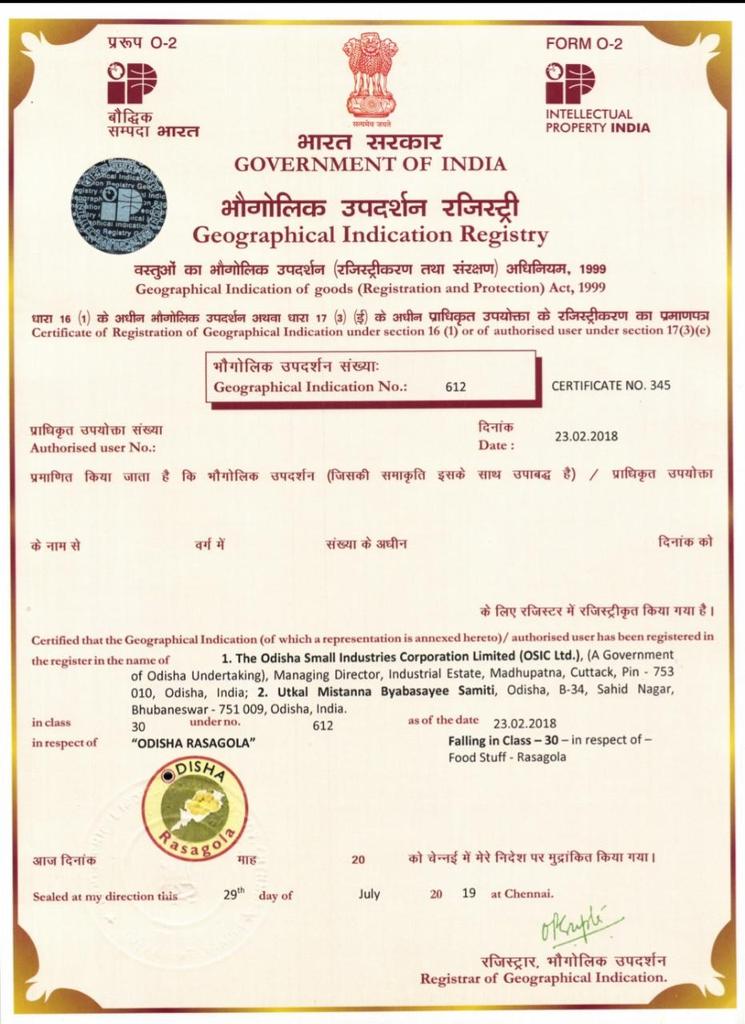 प्ररूप O-2
FORM O-2
बौद्धिक
सम्पदा भारत
INTELLECTUAL
PROPERTY INDIA
सत्यमेव जयते
भारत सरकार
GOVERNMENT OF INDIA
भौगोलिक उपदर्शन रजिस्ट्री
Geographical Indication Registry
वस्तुओं का भौगोलिक उपदर्शन (रजिस्ट्रीकरण तथा संरक्षण) अधिनियम, 1999
Geographical Indication of goods (Registration and Protection) Act, 1999
धारा 16 (1) के अधीन भौगोलिक उपदर्शन अथवा धारा 17 (3) (ई) के अधीन प्राधिकृत उपयोक्ता के रजिस्ट्रीकरण का प्रमाणपत्र
Certificate of Registration of Geographical Indication under section 16 (1) or of authorised user under section 17(3)(e)
भौगोलिक उपदर्शन संख्याः
Geographical Indication No.: 612 CERTIFICATE NO. 345
प्राधिकृत उपयोक्ता संख्या दिनांक
Authorised user No.: Date : 23.02.2018
प्रमाणित किया जाता है कि भौगोलिक उपदर्शन (जिसकी समाकृति इसके साथ उपाबद्ध है) / प्राधिकृत उपयोक्ता
के नाम से वर्ग में संख्या के अधीन दिनांक को
के लिए रजिस्टर में रजिस्ट्रीकृत किया गया है।
Certified that the Geographical Indication (of which a representation is annexed hereto)/ authorised user has been registered in
the register in the name of 1. The Odisha Small Industries Corporation Limited (OSIC Ltd.), (A Government
of Odisha Undertaking), Managing Director, Industrial Estate, Madhupatna, Cuttack, Pin - 753
010, Odisha, India; 2. Utkal Mistanna Byabasayee Samiti, Odisha, B-34, Sahid Nagar,
Bhubaneswar - 751 009, Odisha, India.
in class 30 under no. 612 as of the date 23.02.2018
in respect of "ODISHA RASAGOLA" Falling in Class – 30 – in respect of –
Food Stuff - Rasagola
ODISHA
Rasagola
आज दिनांक माह 20 को चेन्नई में मेरे निदेश पर मुद्रांकित किया गया।
Sealed at my direction this 29th day of July 20 19 at Chennai.
रजिस्ट्रार, भौगोलिक उपदर्शन
Registrar of Geographical Indication.